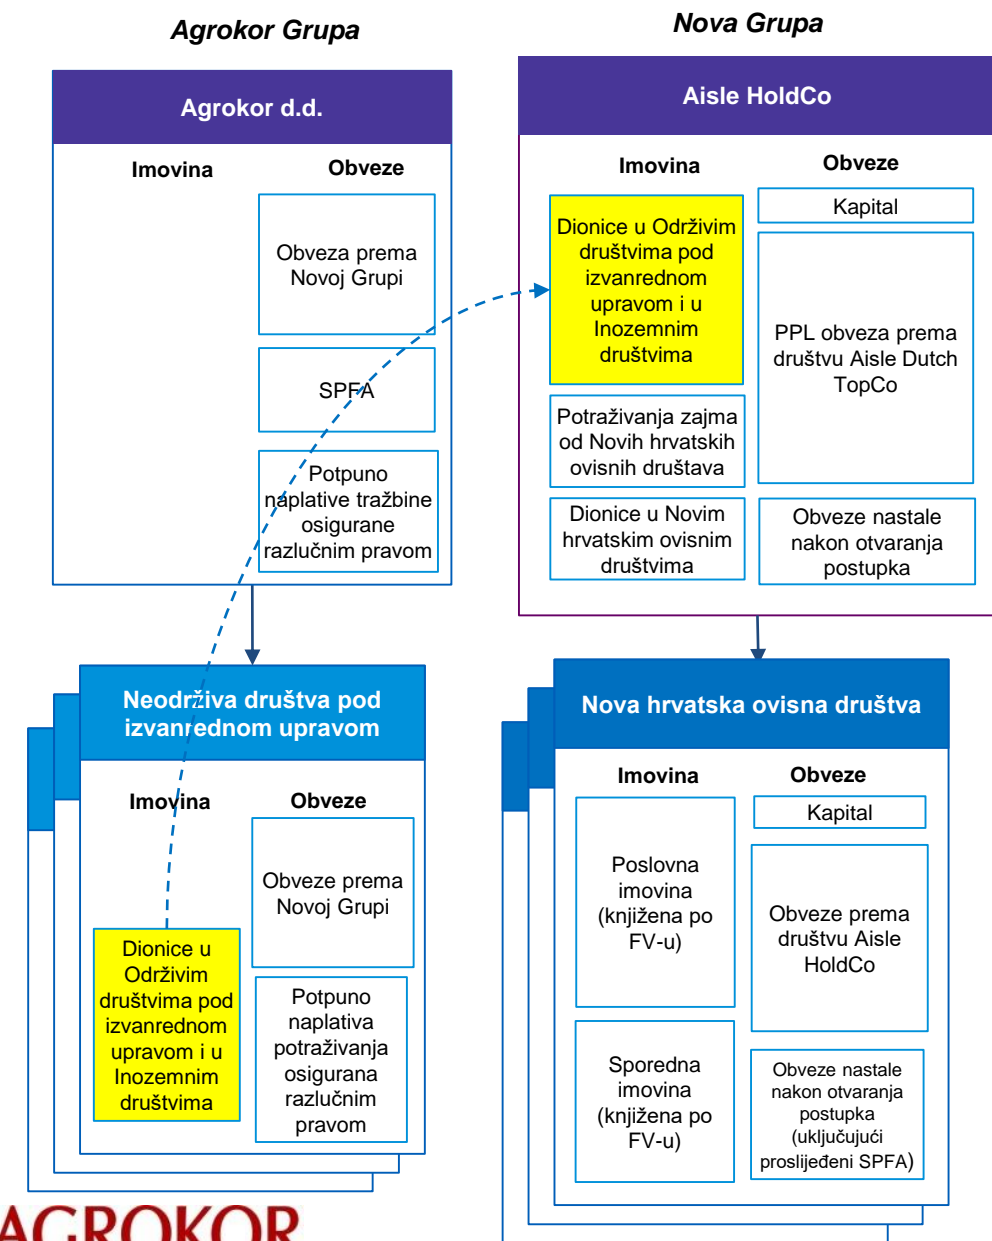 Agrokor Grupa
Agrokor d.d.
Imovina
Obveze
Obveza prema
Novoj Grupi
SPFA
Potpuno
naplative tražbine
osigurane
razlučnim pravom
Neodrživa društva pod
izvanrednom upravom
Imovina
Obveze
Obveze prema
Novoj Grupi
Dionice u
Održivim
društvima pod
izvanrednom
upravom i u
Inozemnim
društvima
Potpuno
naplativa
potraživanja
osigurana
razlučnim
pravom
AGROKOR
Nova Grupa
Aisle HoldCo
Imovina
Obveze
Dionice u Održivim
društvima pod
izvanrednom
upravom i u
Inozemnim
društvima
Potraživanja zajma
od Novih hrvatskih
ovisnih društava
Dionice u Novim
hrvatskim ovisnim
društvima
Kapital
PPL obveza prema
društvu Aisle Dutch
TopCo
Obveze nastale
nakon otvaranja
postupka
Nova hrvatska ovisna društva
Imovina
Obveze
Poslovna
imovina
(knjižena po
FV-u)
Sporedna
imovina
(knjižena po
FV-u)
Kapital
Obveze prema
društvu Aisle
HoldCo
Obveze nastale
nakon otvaranja
postupka
(uključujući
proslijeđeni SPFA)